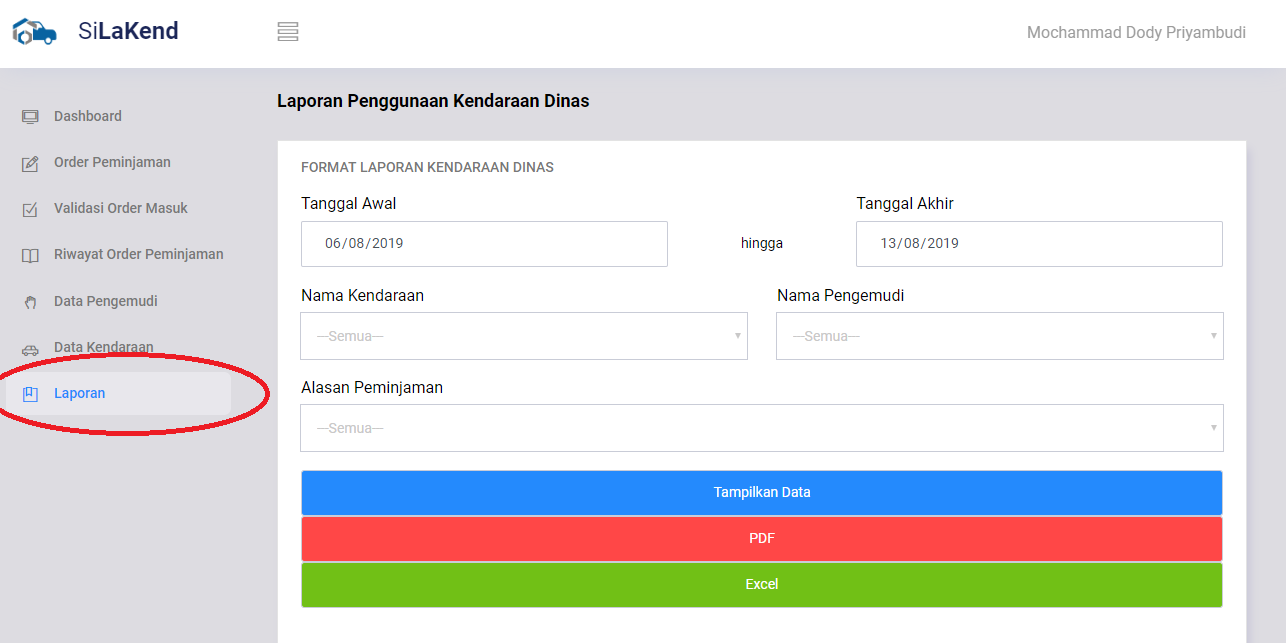 SiLaKend
Mochammad Dody Priyambudi
Dashboard
Order Peminjaman
Validasi Order Masuk
Riwayat Order Peminjaman
Data Pengemudi
Data Kendaraan
Laporan
Laporan Penggunaan Kendaraan Dinas
FORMAT LAPORAN KENDARAAN DINAS
Tanggal Awal
Tanggal Akhir
06/08/2019
hingga
13/08/2019
Nama Kendaraan
Nama Pengemudi
---Semua---
---Semua---
Alasan Peminjaman
---Semua---
Tampilkan Data
PDF
Excel